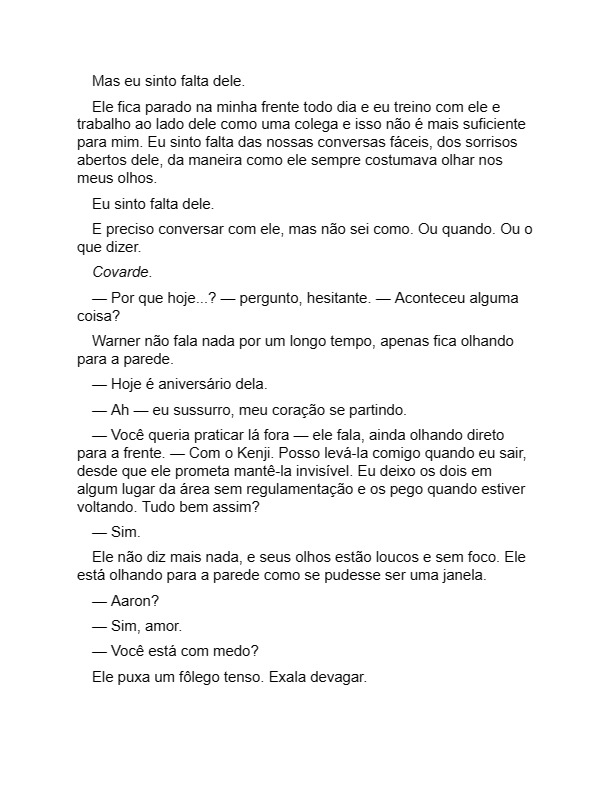 Mas eu sinto falta dele.
Ele fica parado na minha frente todo dia e eu treino com ele e
trabalho ao lado dele como uma colega e isso não é mais suficiente
para mim. Eu sinto falta das nossas conversas fáceis, dos sorrisos
abertos dele, da maneira como ele sempre costumava olhar nos
meus olhos.
Eu sinto falta dele.
E preciso conversar com ele, mas não sei como. Ou quando. Ou o
que dizer.
Covarde.
— Por que hoje...? — pergunto, hesitante. — Aconteceu alguma
coisa?
Warner não fala nada por um longo tempo, apenas fica olhando
para a parede.
— Hoje é aniversário dela.
— Ah — eu sussurro, meu coração se partindo.
— Você queria praticar lá fora — ele fala, ainda olhando direto
para a frente. — Com o Kenji. Posso levá-la comigo quando eu sair,
desde que ele prometa mantê-la invisível. Eu deixo os dois em
algum lugar da área sem regulamentação e os pego quando estiver
voltando. Tudo bem assim?
— Sim.
Ele não diz mais nada, e seus olhos estão loucos e sem foco. Ele
está olhando para a parede como se pudesse ser uma janela.
— Aaron?
— Sim, amor.
— Você está com medo?
Ele puxa um fôlego tenso. Exala devagar.